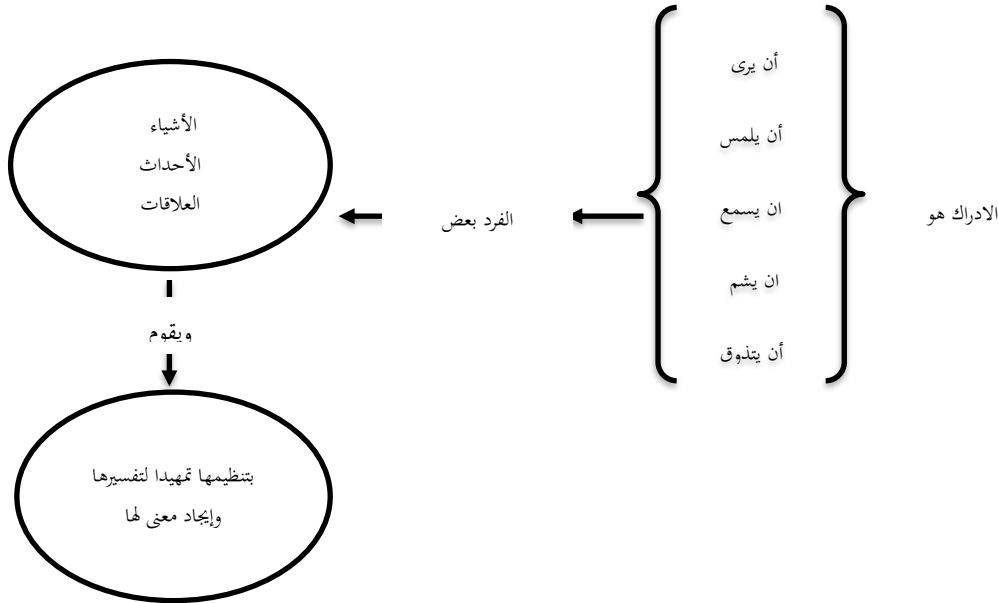 الادراك هو
أن يرى
أن يلمس
ان يسمع
ان يشم
أن يتذوق
الفرد بعض
الأشياء
الأحداث
العلاقات
ويقوم
بتنظيمها تمهيدا لتفسيرها
وإيجاد معنى لها